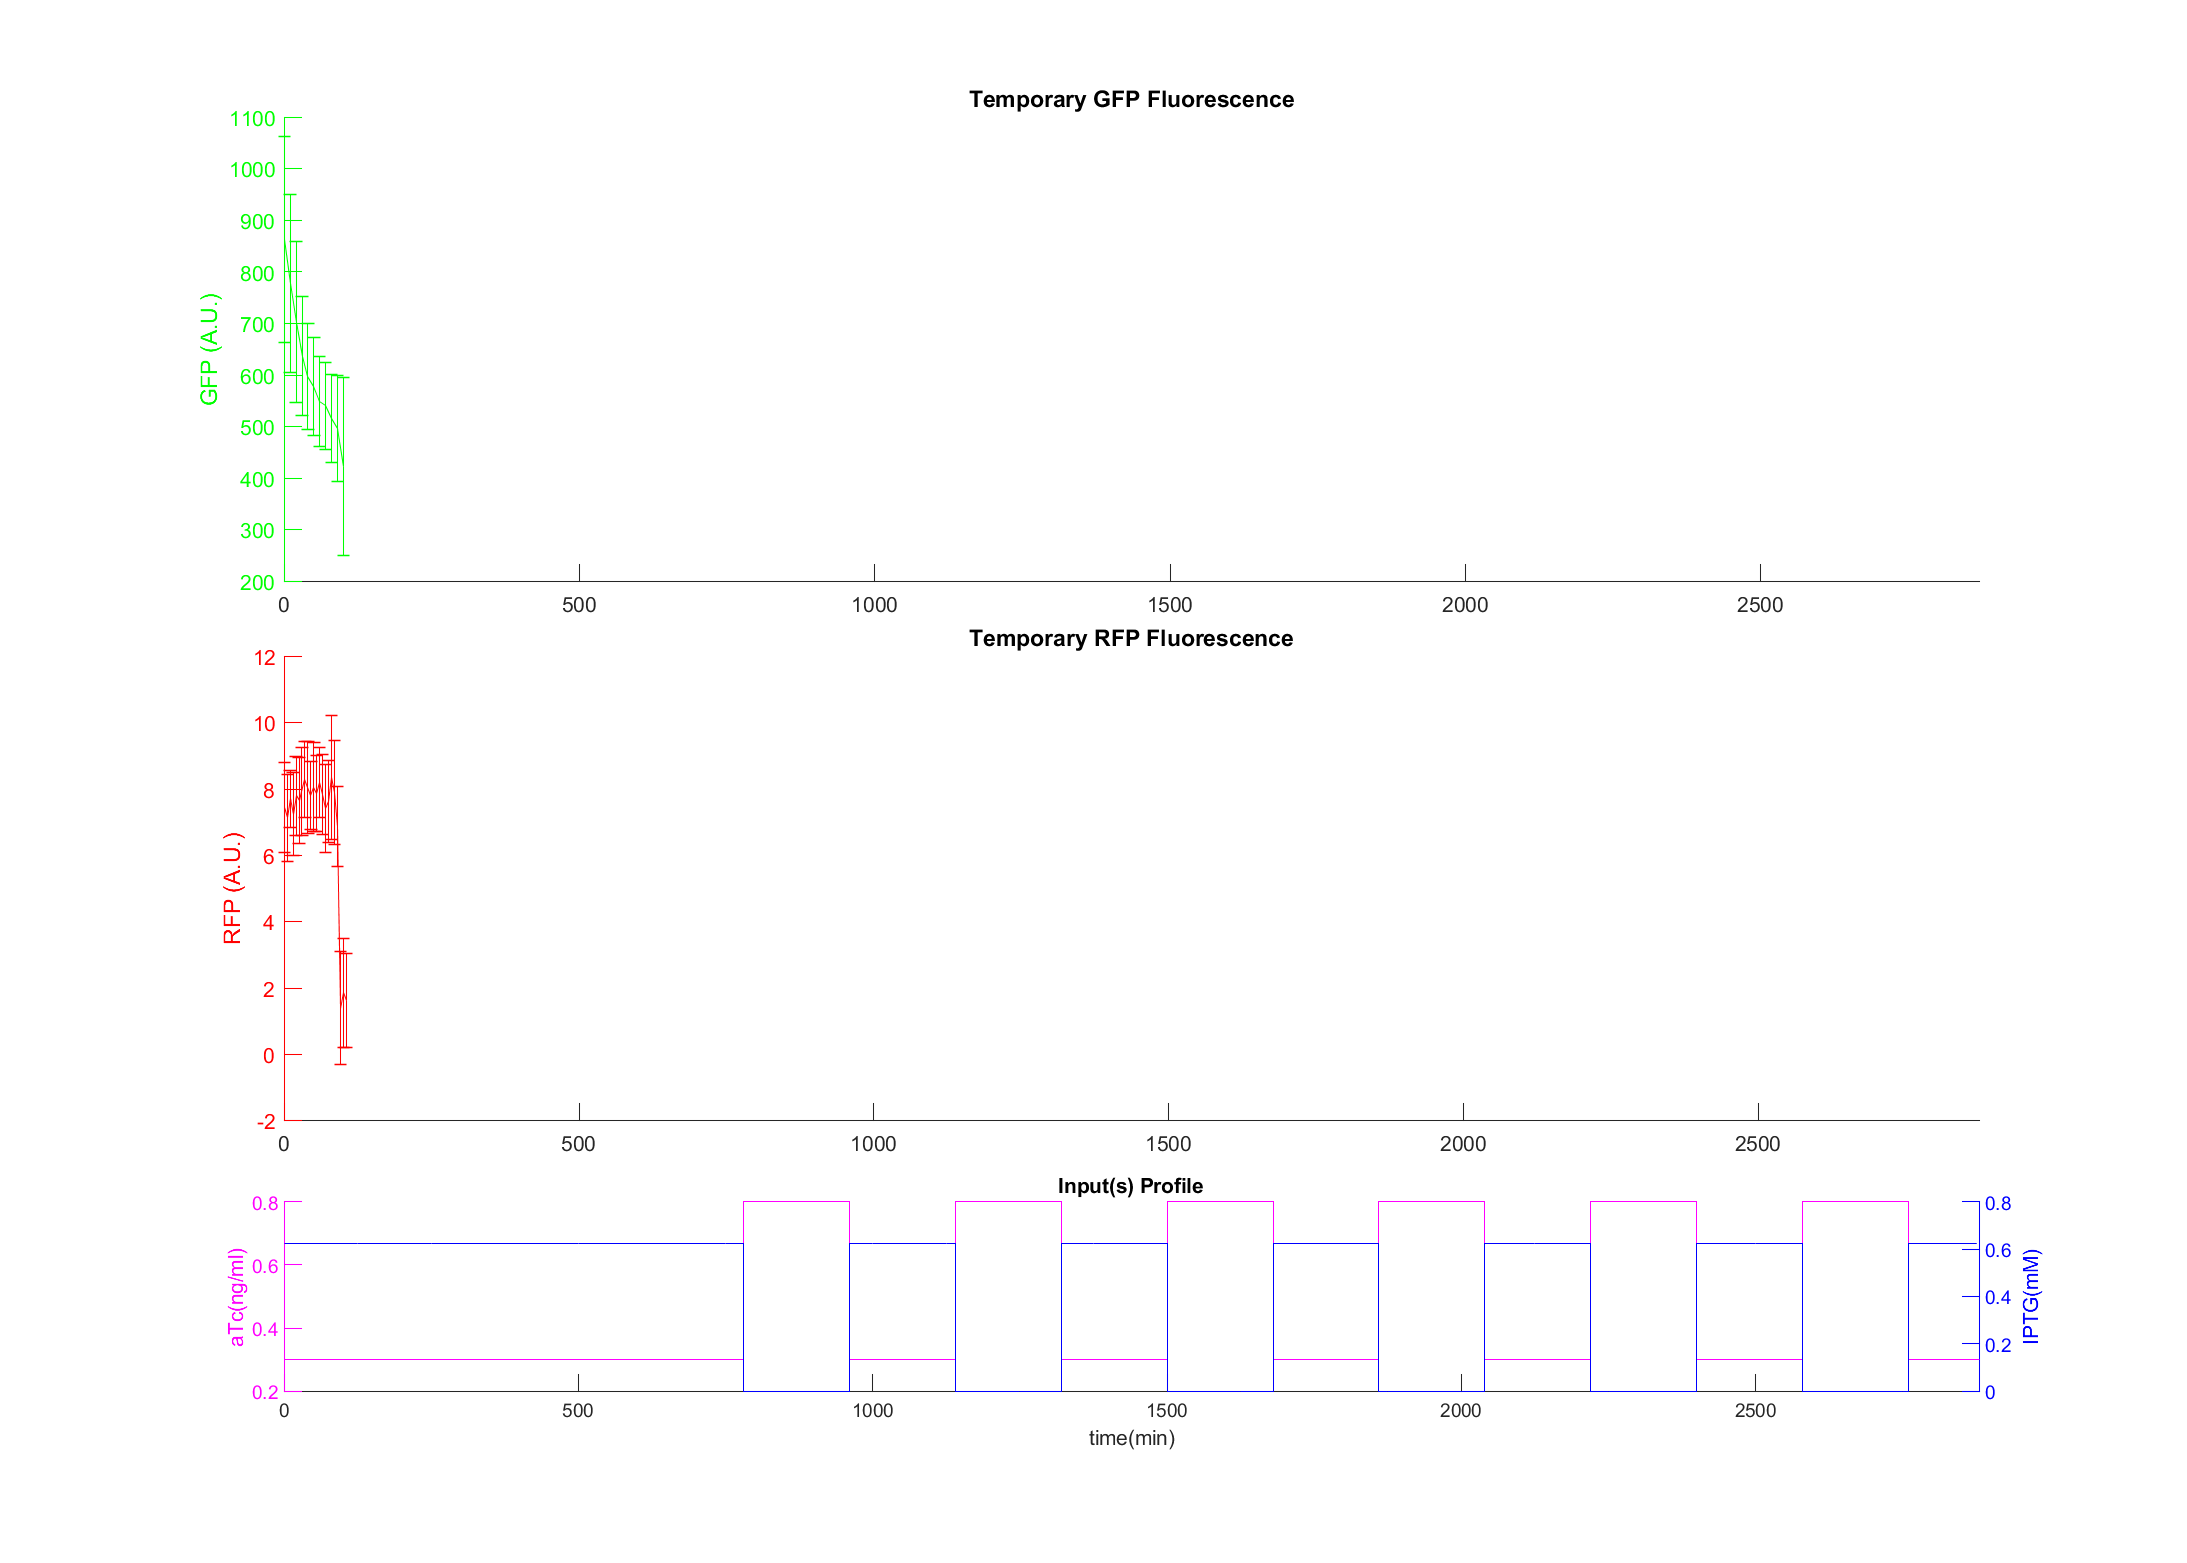 Temporary GFP Fluorescence
1100
1000
900
800
700
600
500
400
300
200
GFP (A.U.)
0 500 1000 1500 2000 2500
Temporary RFP Fluorescence
12
10
8
6
4
2
0
-2
RFP (A.U.)
0 500 1000 1500 2000 2500
Input(s) Profile
0.8
0.6
0.4
0.2
aTc(ng/ml)
0.8
0.6
0.4
0.2
0
IPTG(mM)
0 500 1000 1500 2000 2500
time(min)